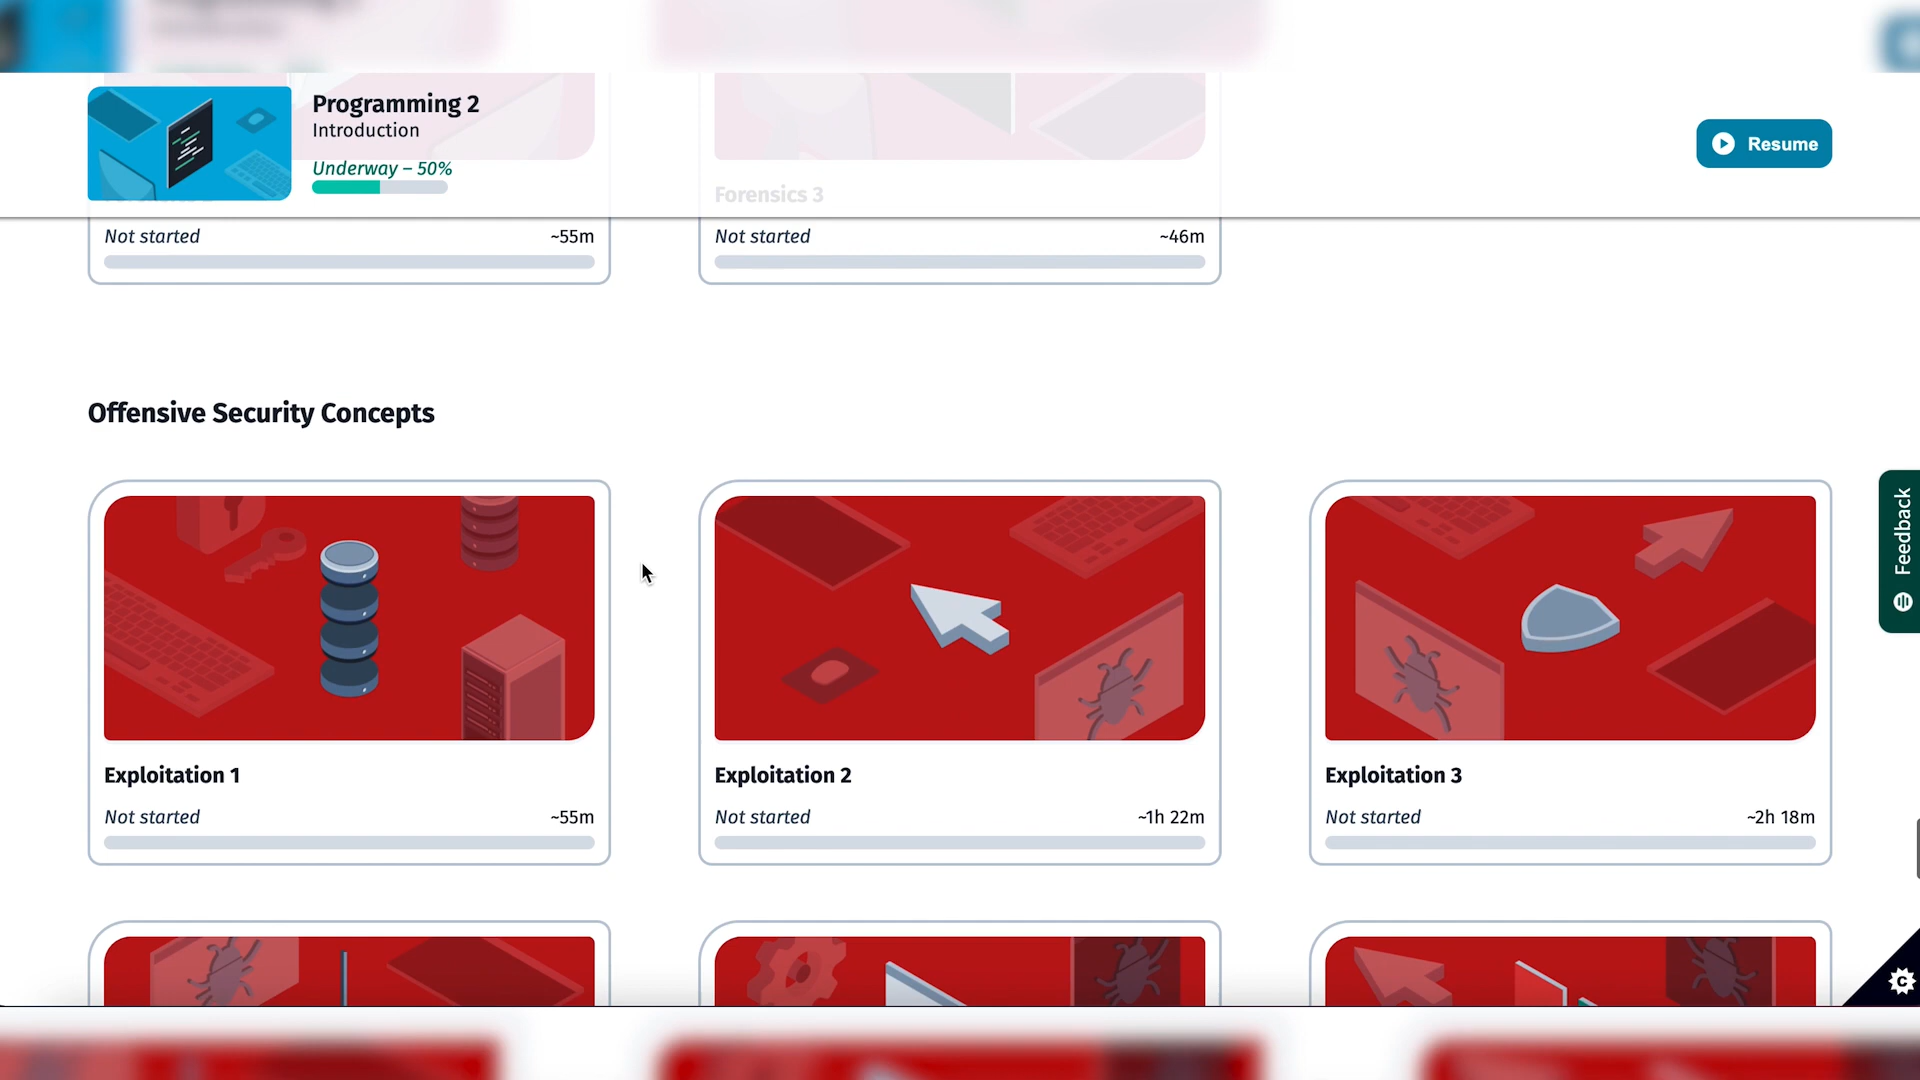 Programming 2
Introduction
Underway – 50%
Resume
Forensics 3
Not started
~55m
Not started
~46m
Offensive Security Concepts
Feedback
Exploitation 1
Not started
~55m
Exploitation 2
Not started
~1h 22m
Exploitation 3
Not started
~2h 18m